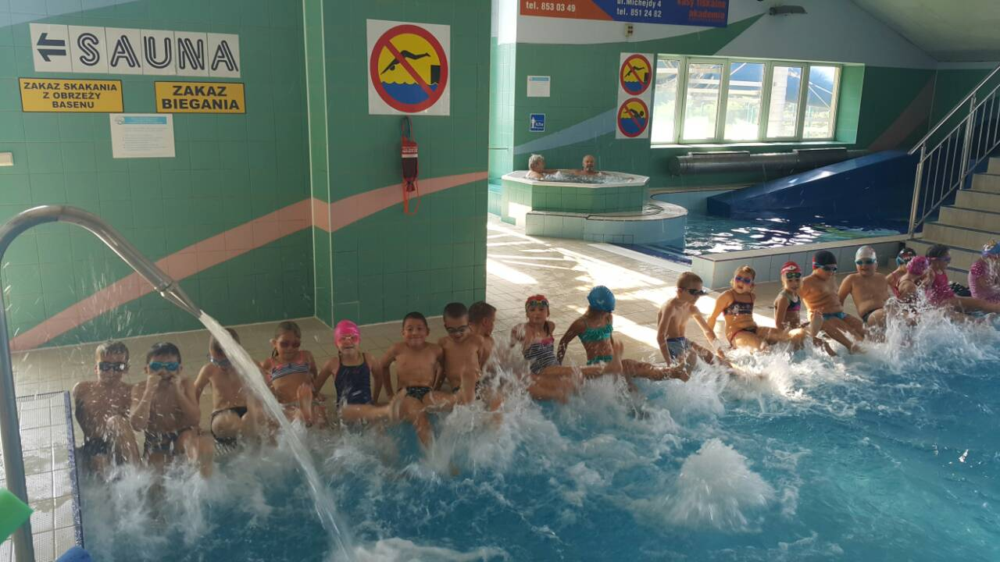 SAUNA
ZAKAZ SKAKANIA
Z OBRZEŻY
BASENU
ZAKAZ
BIEGANIA
tel. 853 03 49
ul.Michejdy 4
tel. 851 24 82
kasy fiskalne
akademia